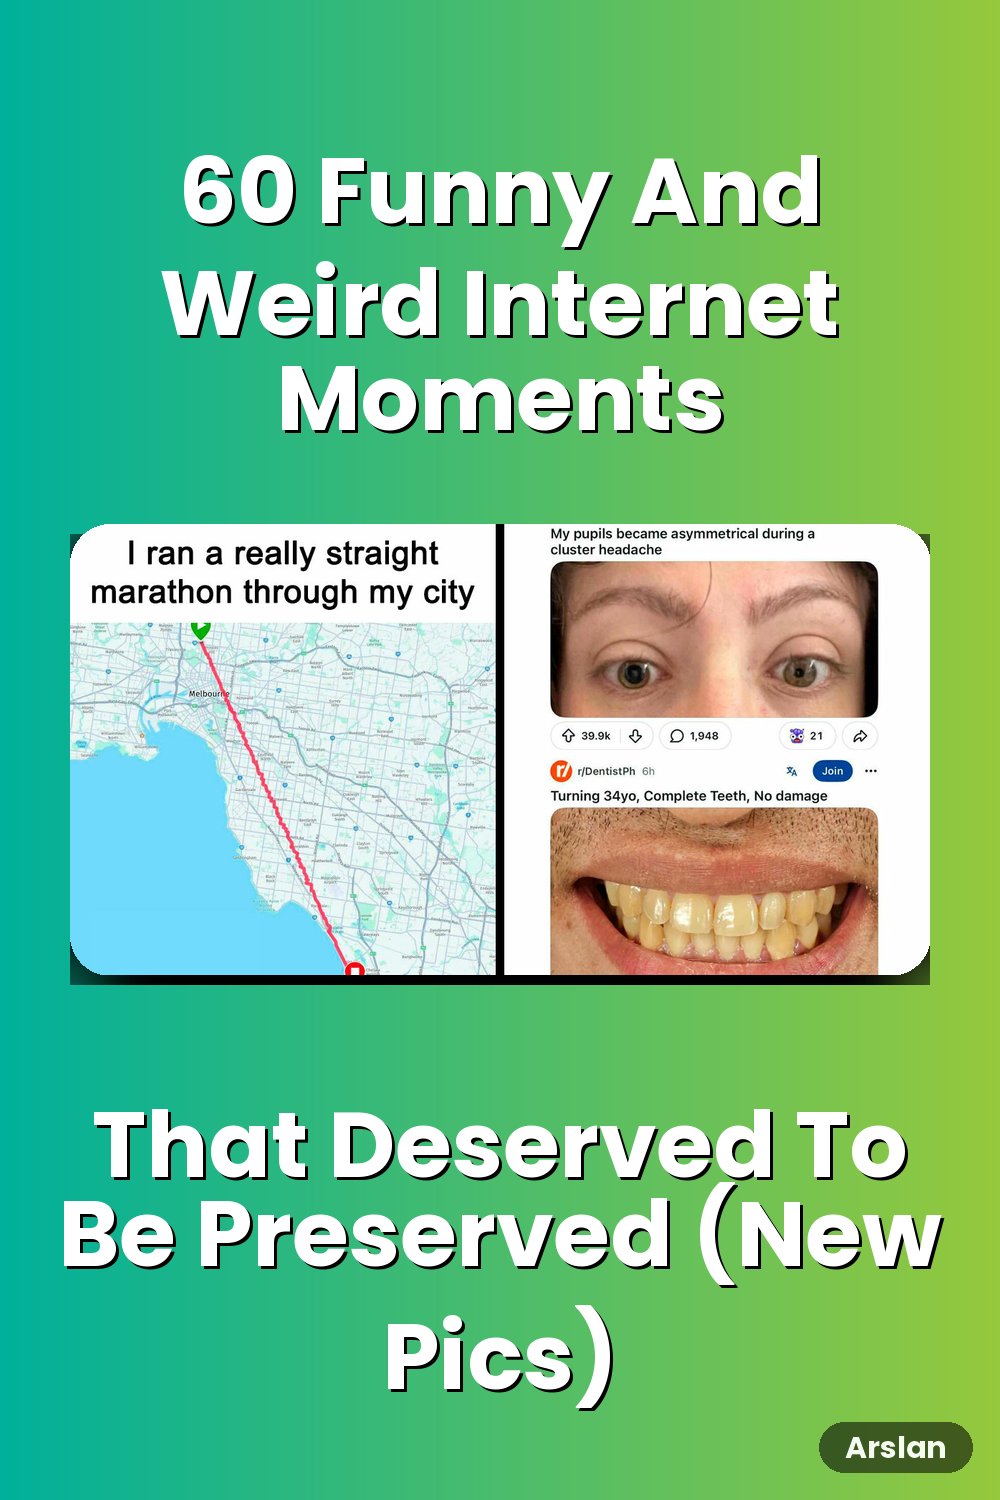 60 Funny And
Weird Internet
Moments
I ran a really straight
marathon through my city
Melbourne
My pupils became asymmetrical during a
cluster headache
39.9k
1,948
21
r/DentistPh 6h
Join
Turning 34yo, Complete Teeth, No damage
That Deserved To
Be Preserved (New
Pics)
Arslan